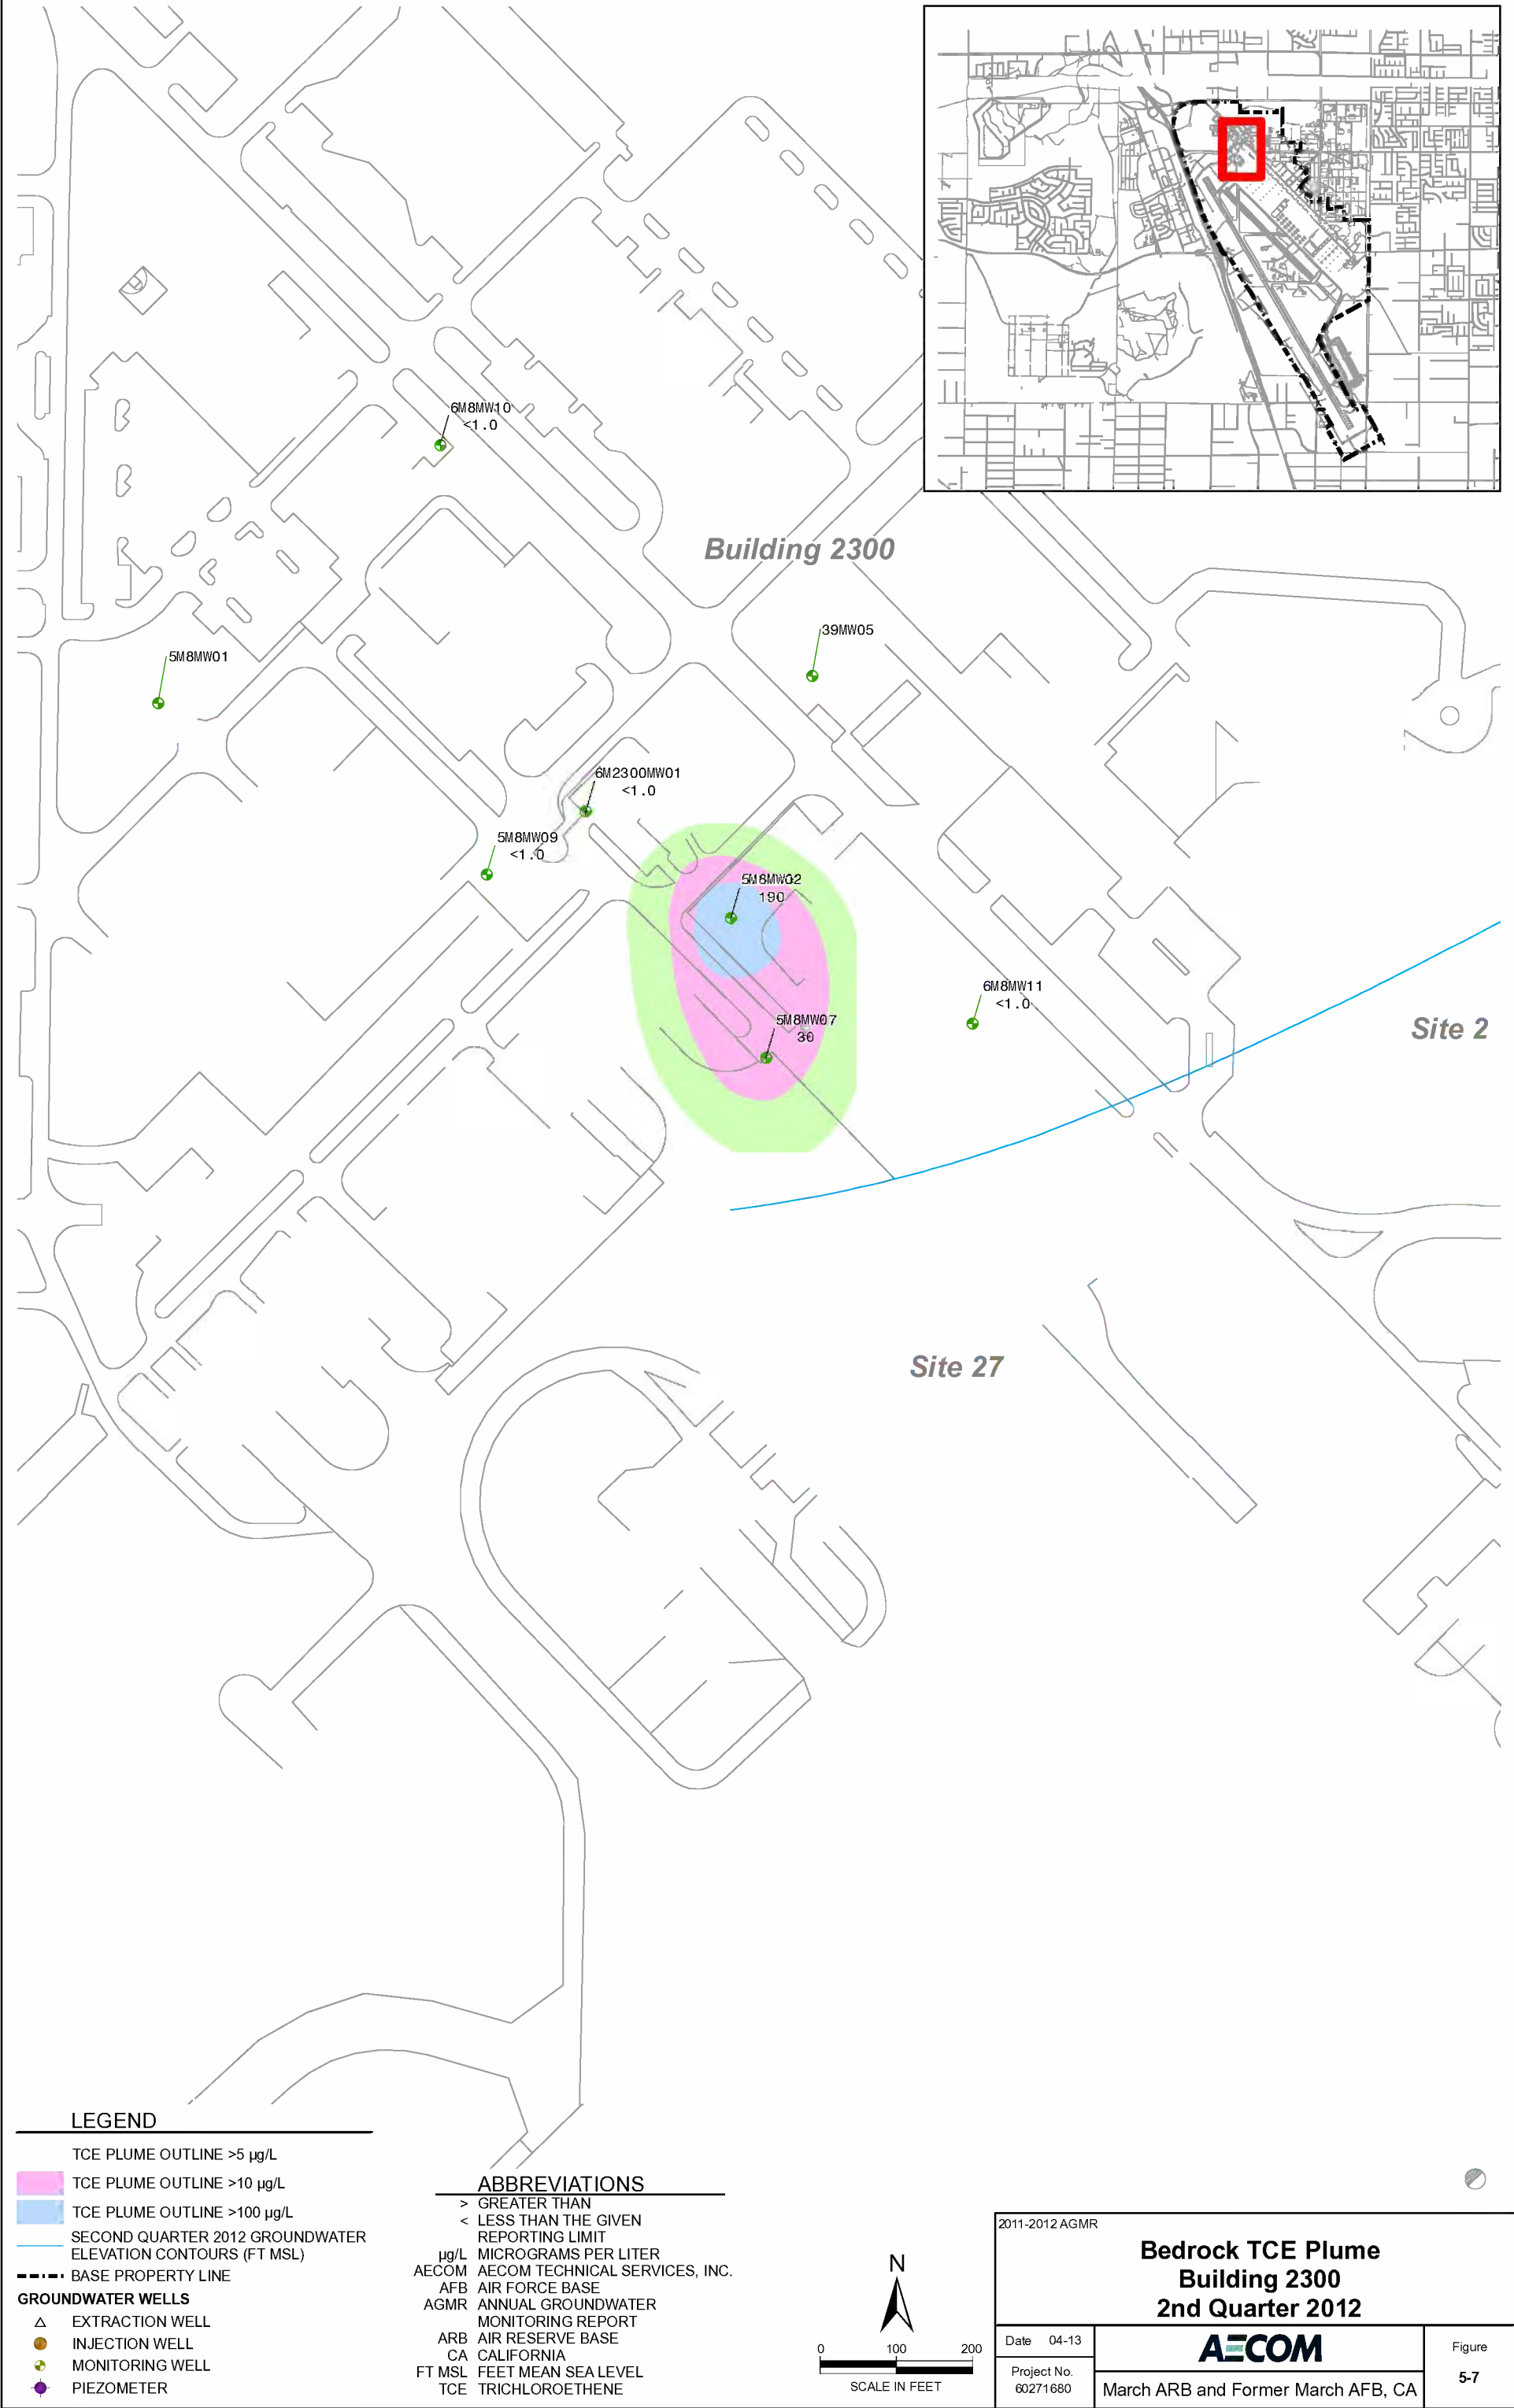 6M8MW10
<1.0
Building 2300
39MW05
5M8MW01
6M2300MW01
<1.0
5M8MW09
<1.0
5M8MW02
190
6M8MW11
<1.0
5M8MW07
30
Site 2
Site 27
LEGEND
TCE PLUME OUTLINE >5 µg/L
TCE PLUME OUTLINE >10 µg/L
TCE PLUME OUTLINE >100 µg/L
SECOND QUARTER 2012 GROUNDWATER
ELEVATION CONTOURS (FT MSL)
BASE PROPERTY LINE
GROUNDWATER WELLS
EXTRACTION WELL
INJECTION WELL
MONITORING WELL
PIEZOMETER
ABBREVIATIONS
> GREATER THAN
< LESS THAN THE GIVEN
REPORTING LIMIT
µg/L MICROGRAMS PER LITER
AECOM AECOM TECHNICAL SERVICES, INC.
AFB AIR FORCE BASE
AGMR ANNUAL GROUNDWATER
MONITORING REPORT
ARB AIR RESERVE BASE
CA CALIFORNIA
FT MSL FEET MEAN SEA LEVEL
TCE TRICHLOROETHENE
N
0 100 200
SCALE IN FEET
2011-2012 AGMR
Bedrock TCE Plume
Building 2300
2nd Quarter 2012
Date 04-13
Project No.
60271680
AECOM
March ARB and Former March AFB, CA
Figure
5-7